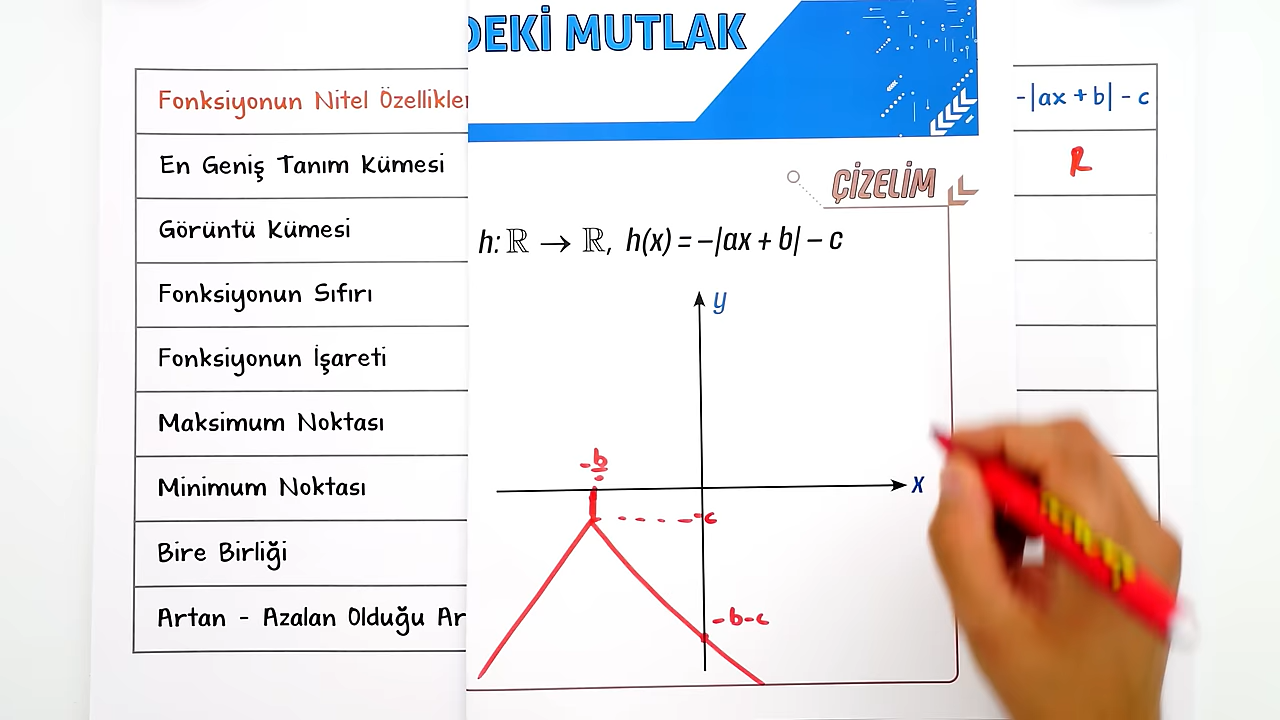 DEKİ MUTLAK
Fonksiyonun Nitel Özellikler
-|ax + b| - c
En Geniş Tanım Kümesi
R
ÇİZELİM
Görüntü Kümesi
h: ℝ → ℝ, h(x) = –|ax + b| – c
Fonksiyonun Sıfırı
y
Fonksiyonun İşareti
Maksimum Noktası
-b/a
Minimum Noktası
x
-c
Bire Birliği
Artan - Azalan Olduğu Ar
-b-c